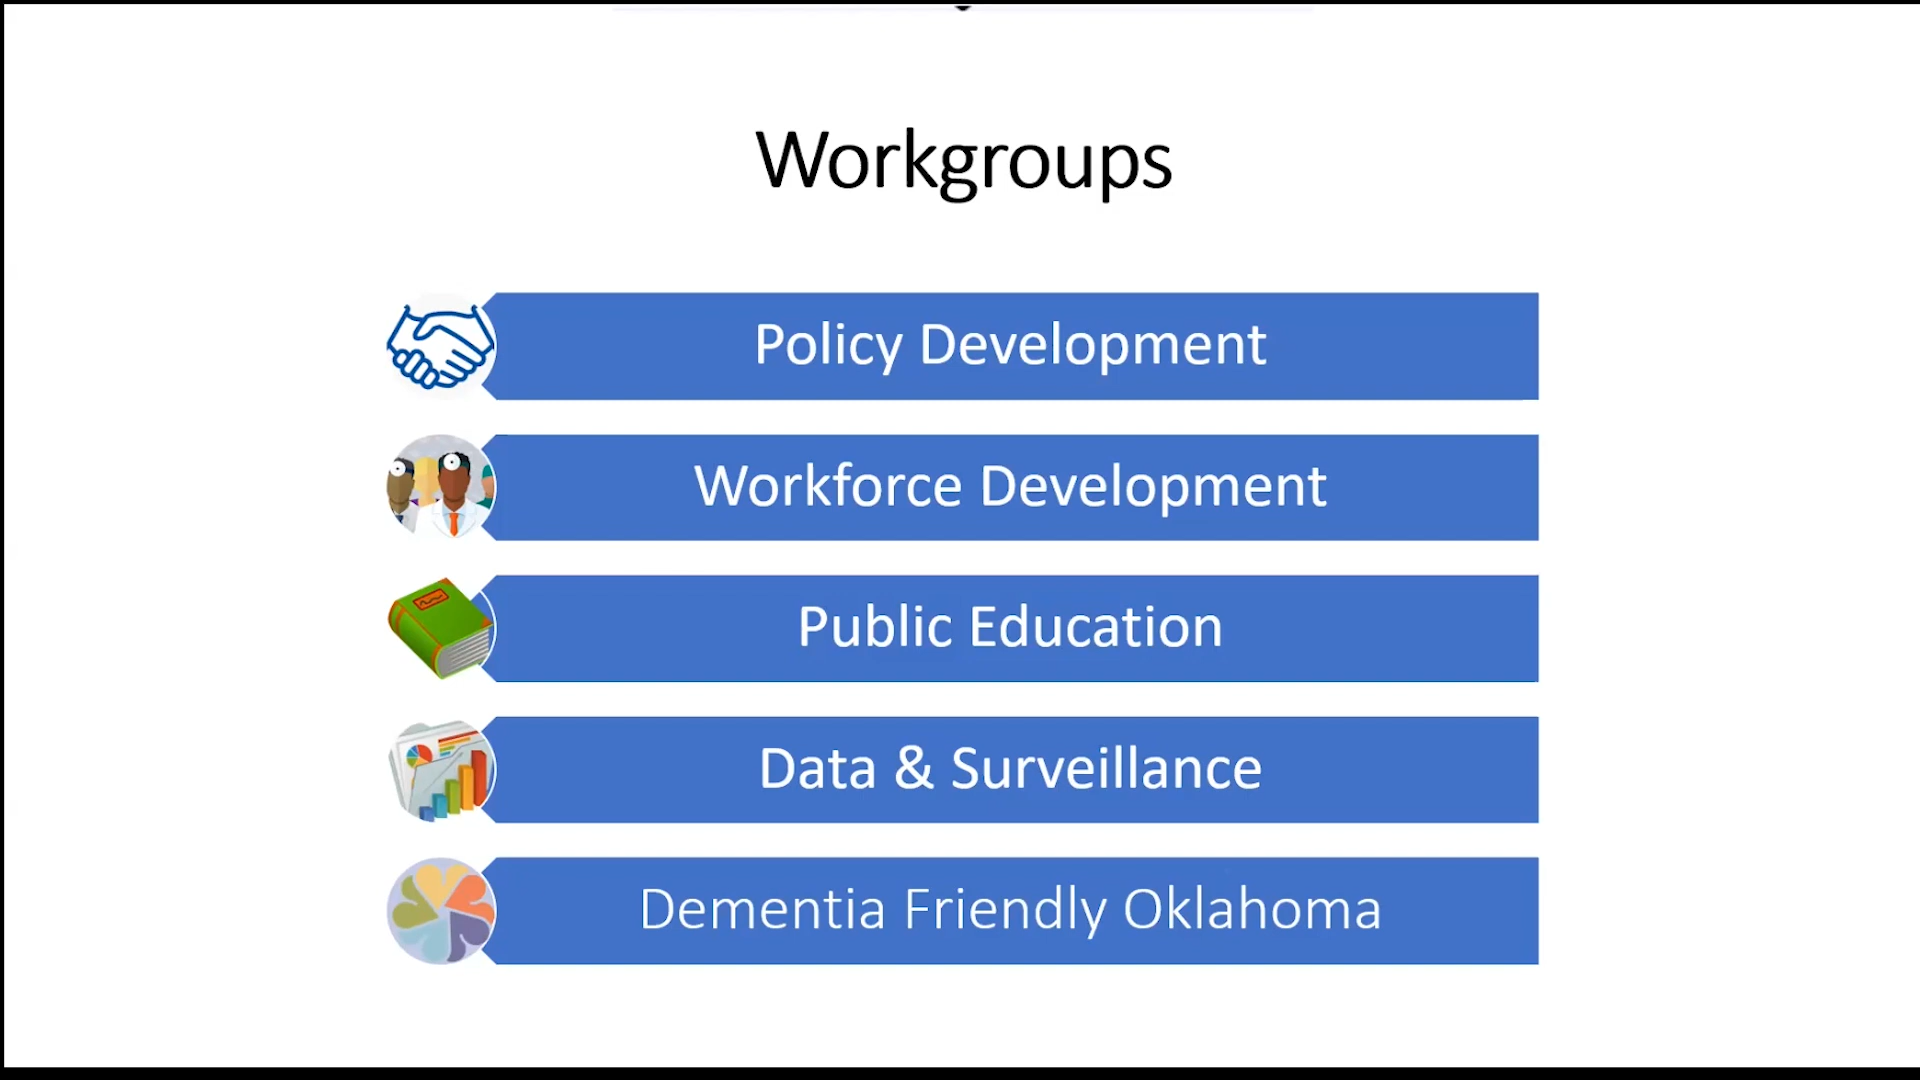 Workgroups
Policy Development
Workforce Development
Public Education
Data & Surveillance
Dementia Friendly Oklahoma